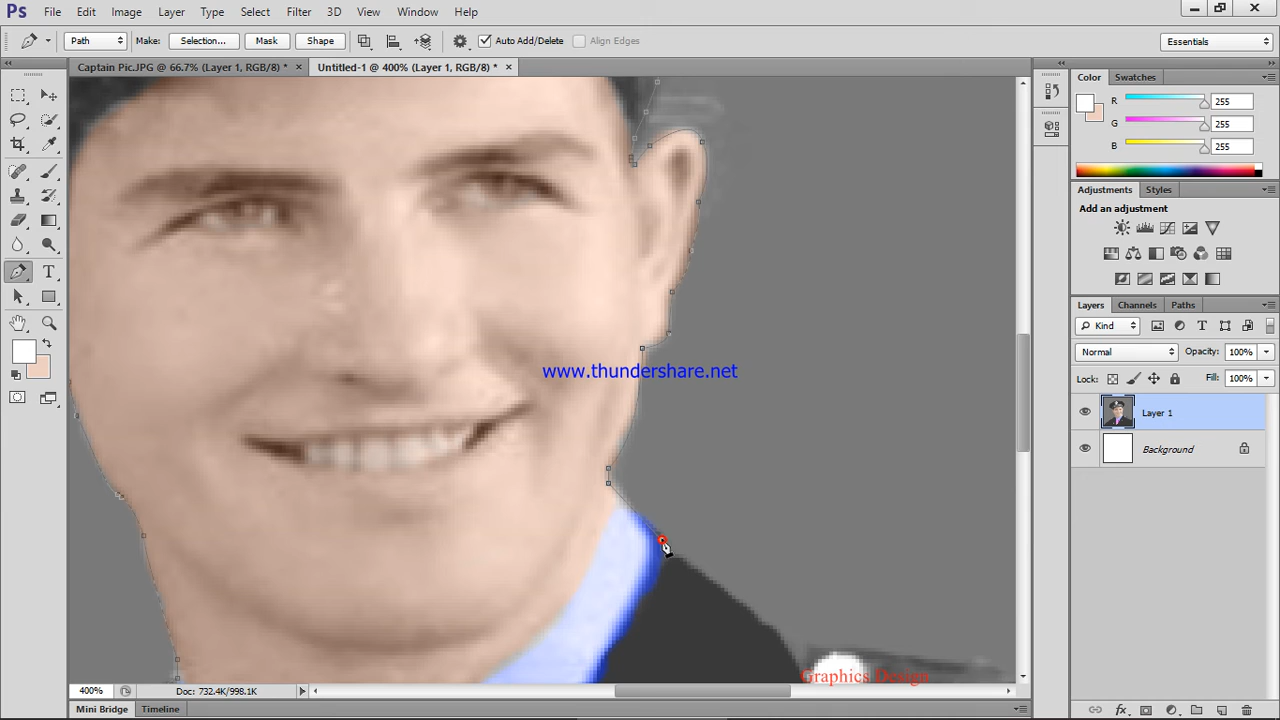 Ps File Edit Image Layer Type Select Filter 3D View Window Help
Path Make: Selection... Mask Shape Auto Add/Delete Align Edges Essentials
Captain Pic.JPG @ 66.7% (Layer 1, RGB/8) * × Untitled-1 @ 400% (Layer 1, RGB/8) * ×
Color Swatches
R 255
G 255
B 255
Adjustments Styles
Add an adjustment
Layers Channels Paths
Kind
Normal Opacity: 100%
Lock: Fill: 100%
Layer 1
Background
www.thundershare.net
Graphics Design
400% Doc: 732.4K/998.1K
Mini Bridge Timeline